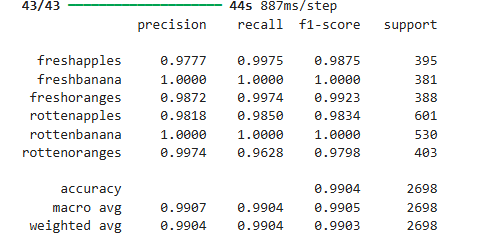 43/43 ━━━━━━━━━━━━━━━━━━━━ 44s 887ms/step
precision recall f1-score support
freshapples 0.9777 0.9975 0.9875 395
freshbanana 1.0000 1.0000 1.0000 381
freshoranges 0.9872 0.9974 0.9923 388
rottenapples 0.9818 0.9850 0.9834 601
rottenbanana 1.0000 1.0000 1.0000 530
rottenoranges 0.9974 0.9628 0.9798 403
accuracy 0.9904 2698
macro avg 0.9907 0.9904 0.9905 2698
weighted avg 0.9904 0.9904 0.9903 2698